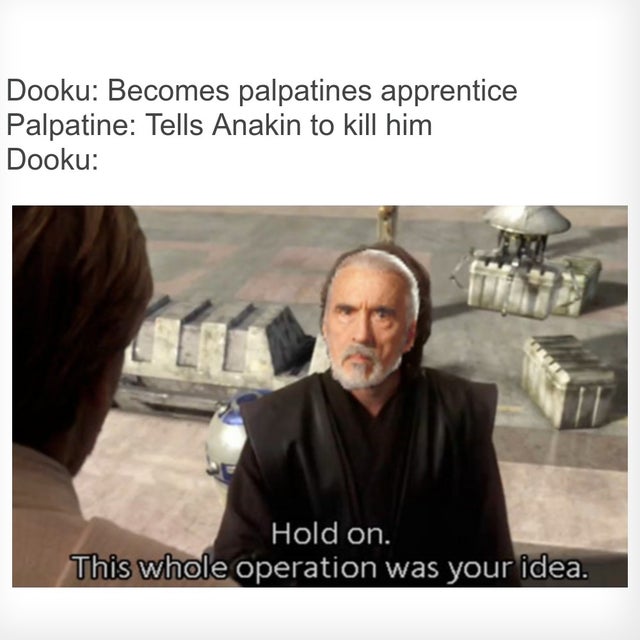 Dooku: Becomes palpatines apprentice
Palpatine: Tells Anakin to kill him
Dooku:
Hold on.
This whole operation was your idea.